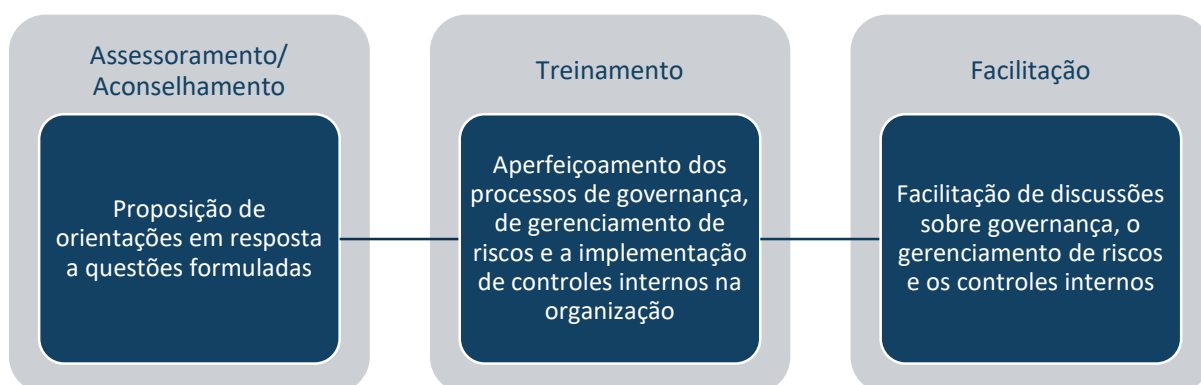 Assessoramento/
Aconselhamento
Proposição de
orientações em resposta
a questões formuladas
Treinamento
Aperfeiçoamento dos
processos de governança,
de gerenciamento de
riscos e a implementação
de controles internos na
organização
Facilitação
Facilitação de discussões
sobre governança, o
gerenciamento de riscos
e os controles internos